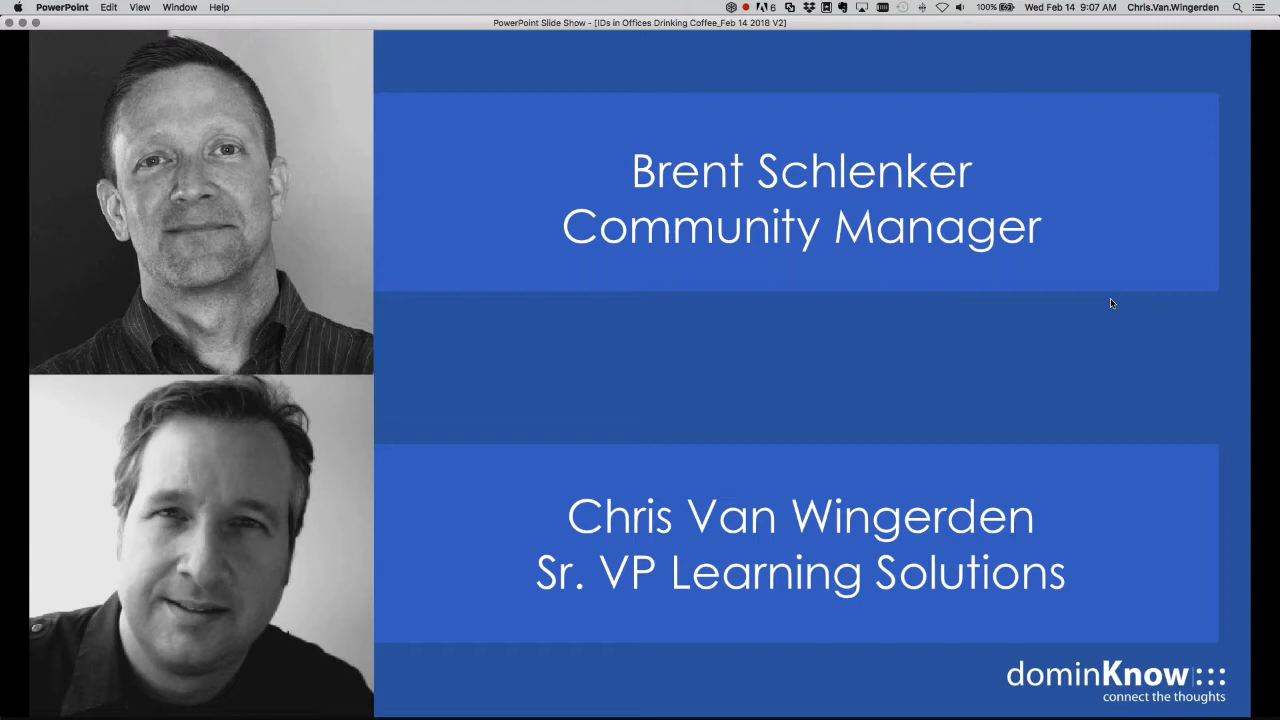 PowerPoint Edit View Window Help
6 100% Wed Feb 14 9:07 AM Chris.Van.Wingerden
PowerPoint Slide Show - [IDs in Offices Drinking Coffee_Feb 14 2018 V2]
Brent Schlenker
Community Manager
Chris Van Wingerden
Sr. VP Learning Solutions
dominKnow
connect the thoughts